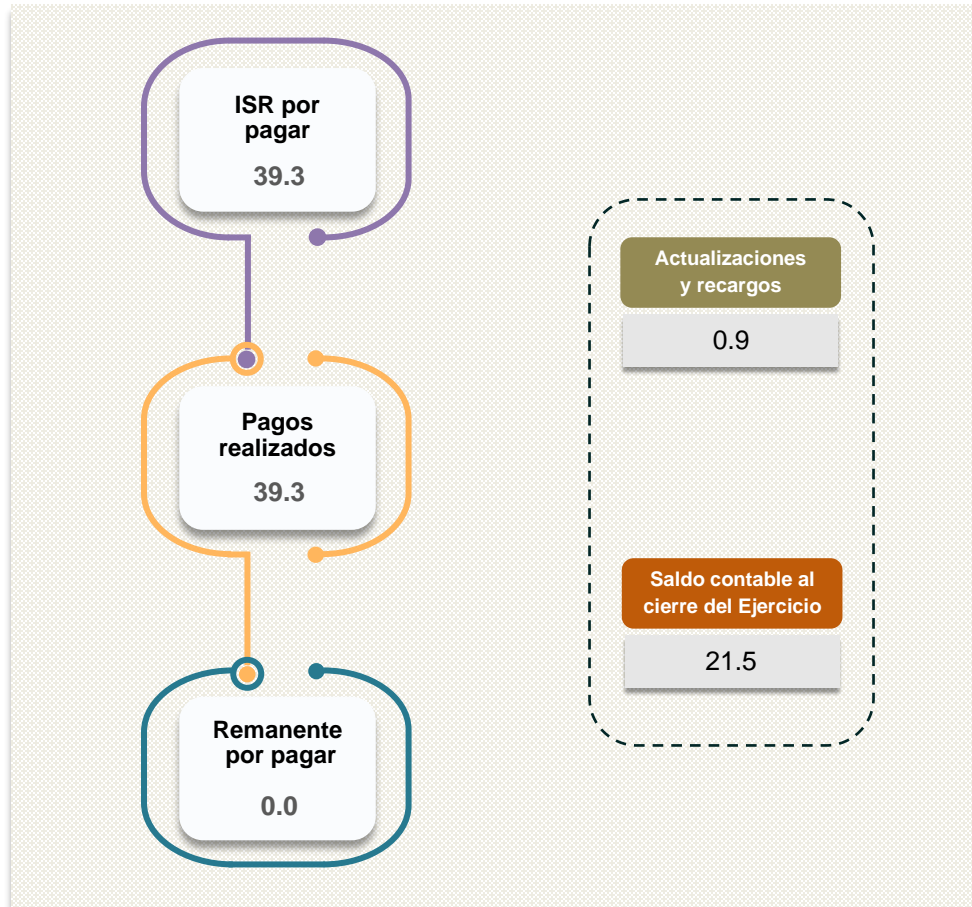 ISR por
pagar
39.3
Pagos
realizados
39.3
Remanente
por pagar
0.0
Actualizaciones
y recargos
0.9
Saldo contable al
cierre del Ejercicio
21.5